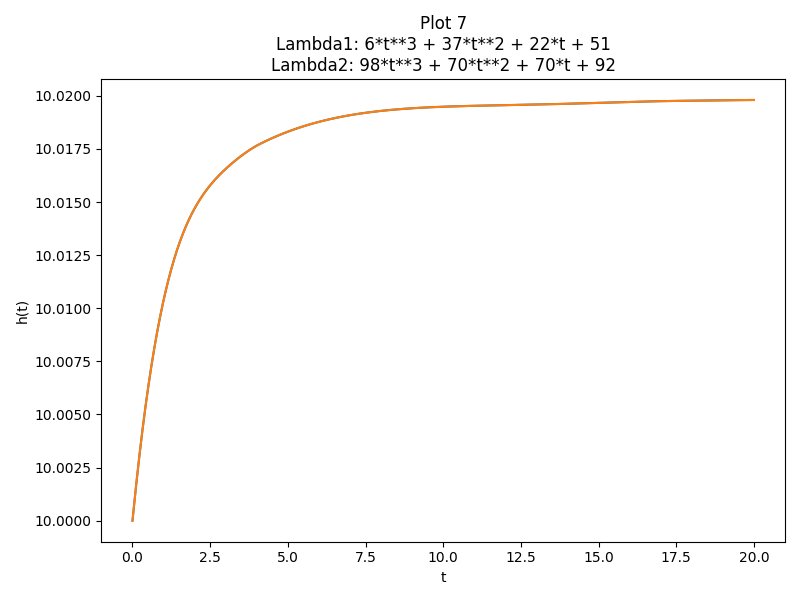 Plot 7
Lambda1: 6*t**3 + 37*t**2 + 22*t + 51
Lambda2: 98*t**3 + 70*t**2 + 70*t + 92
10.0200
10.0175
10.0150
10.0125
10.0100
10.0075
10.0050
10.0025
10.0000
h(t)
0.0 2.5 5.0 7.5 10.0 12.5 15.0 17.5 20.0
t